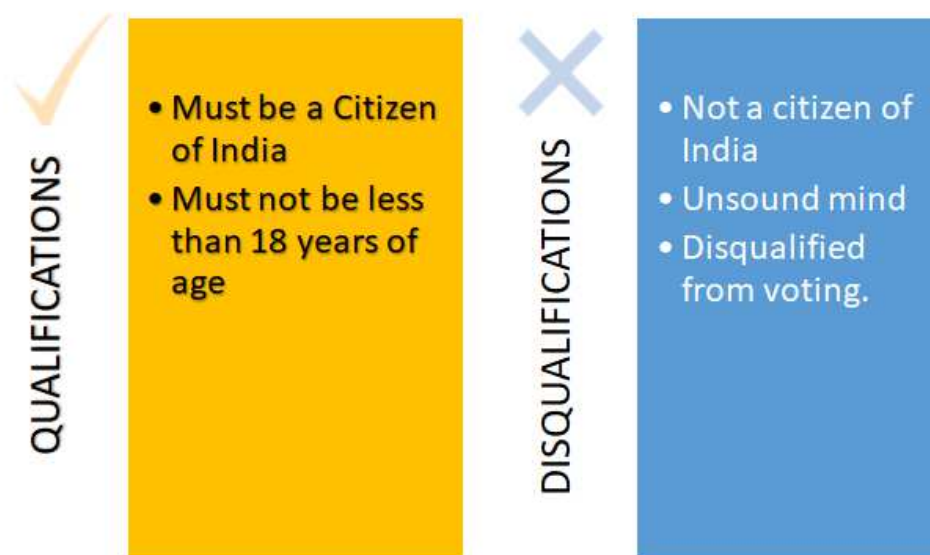 QUALIFICATIONS
• Must be a Citizen
of India
• Must not be less
than 18 years of
age
DISQUALIFICATIONS
• Not a citizen of
India
• Unsound mind
• Disqualified
from voting.